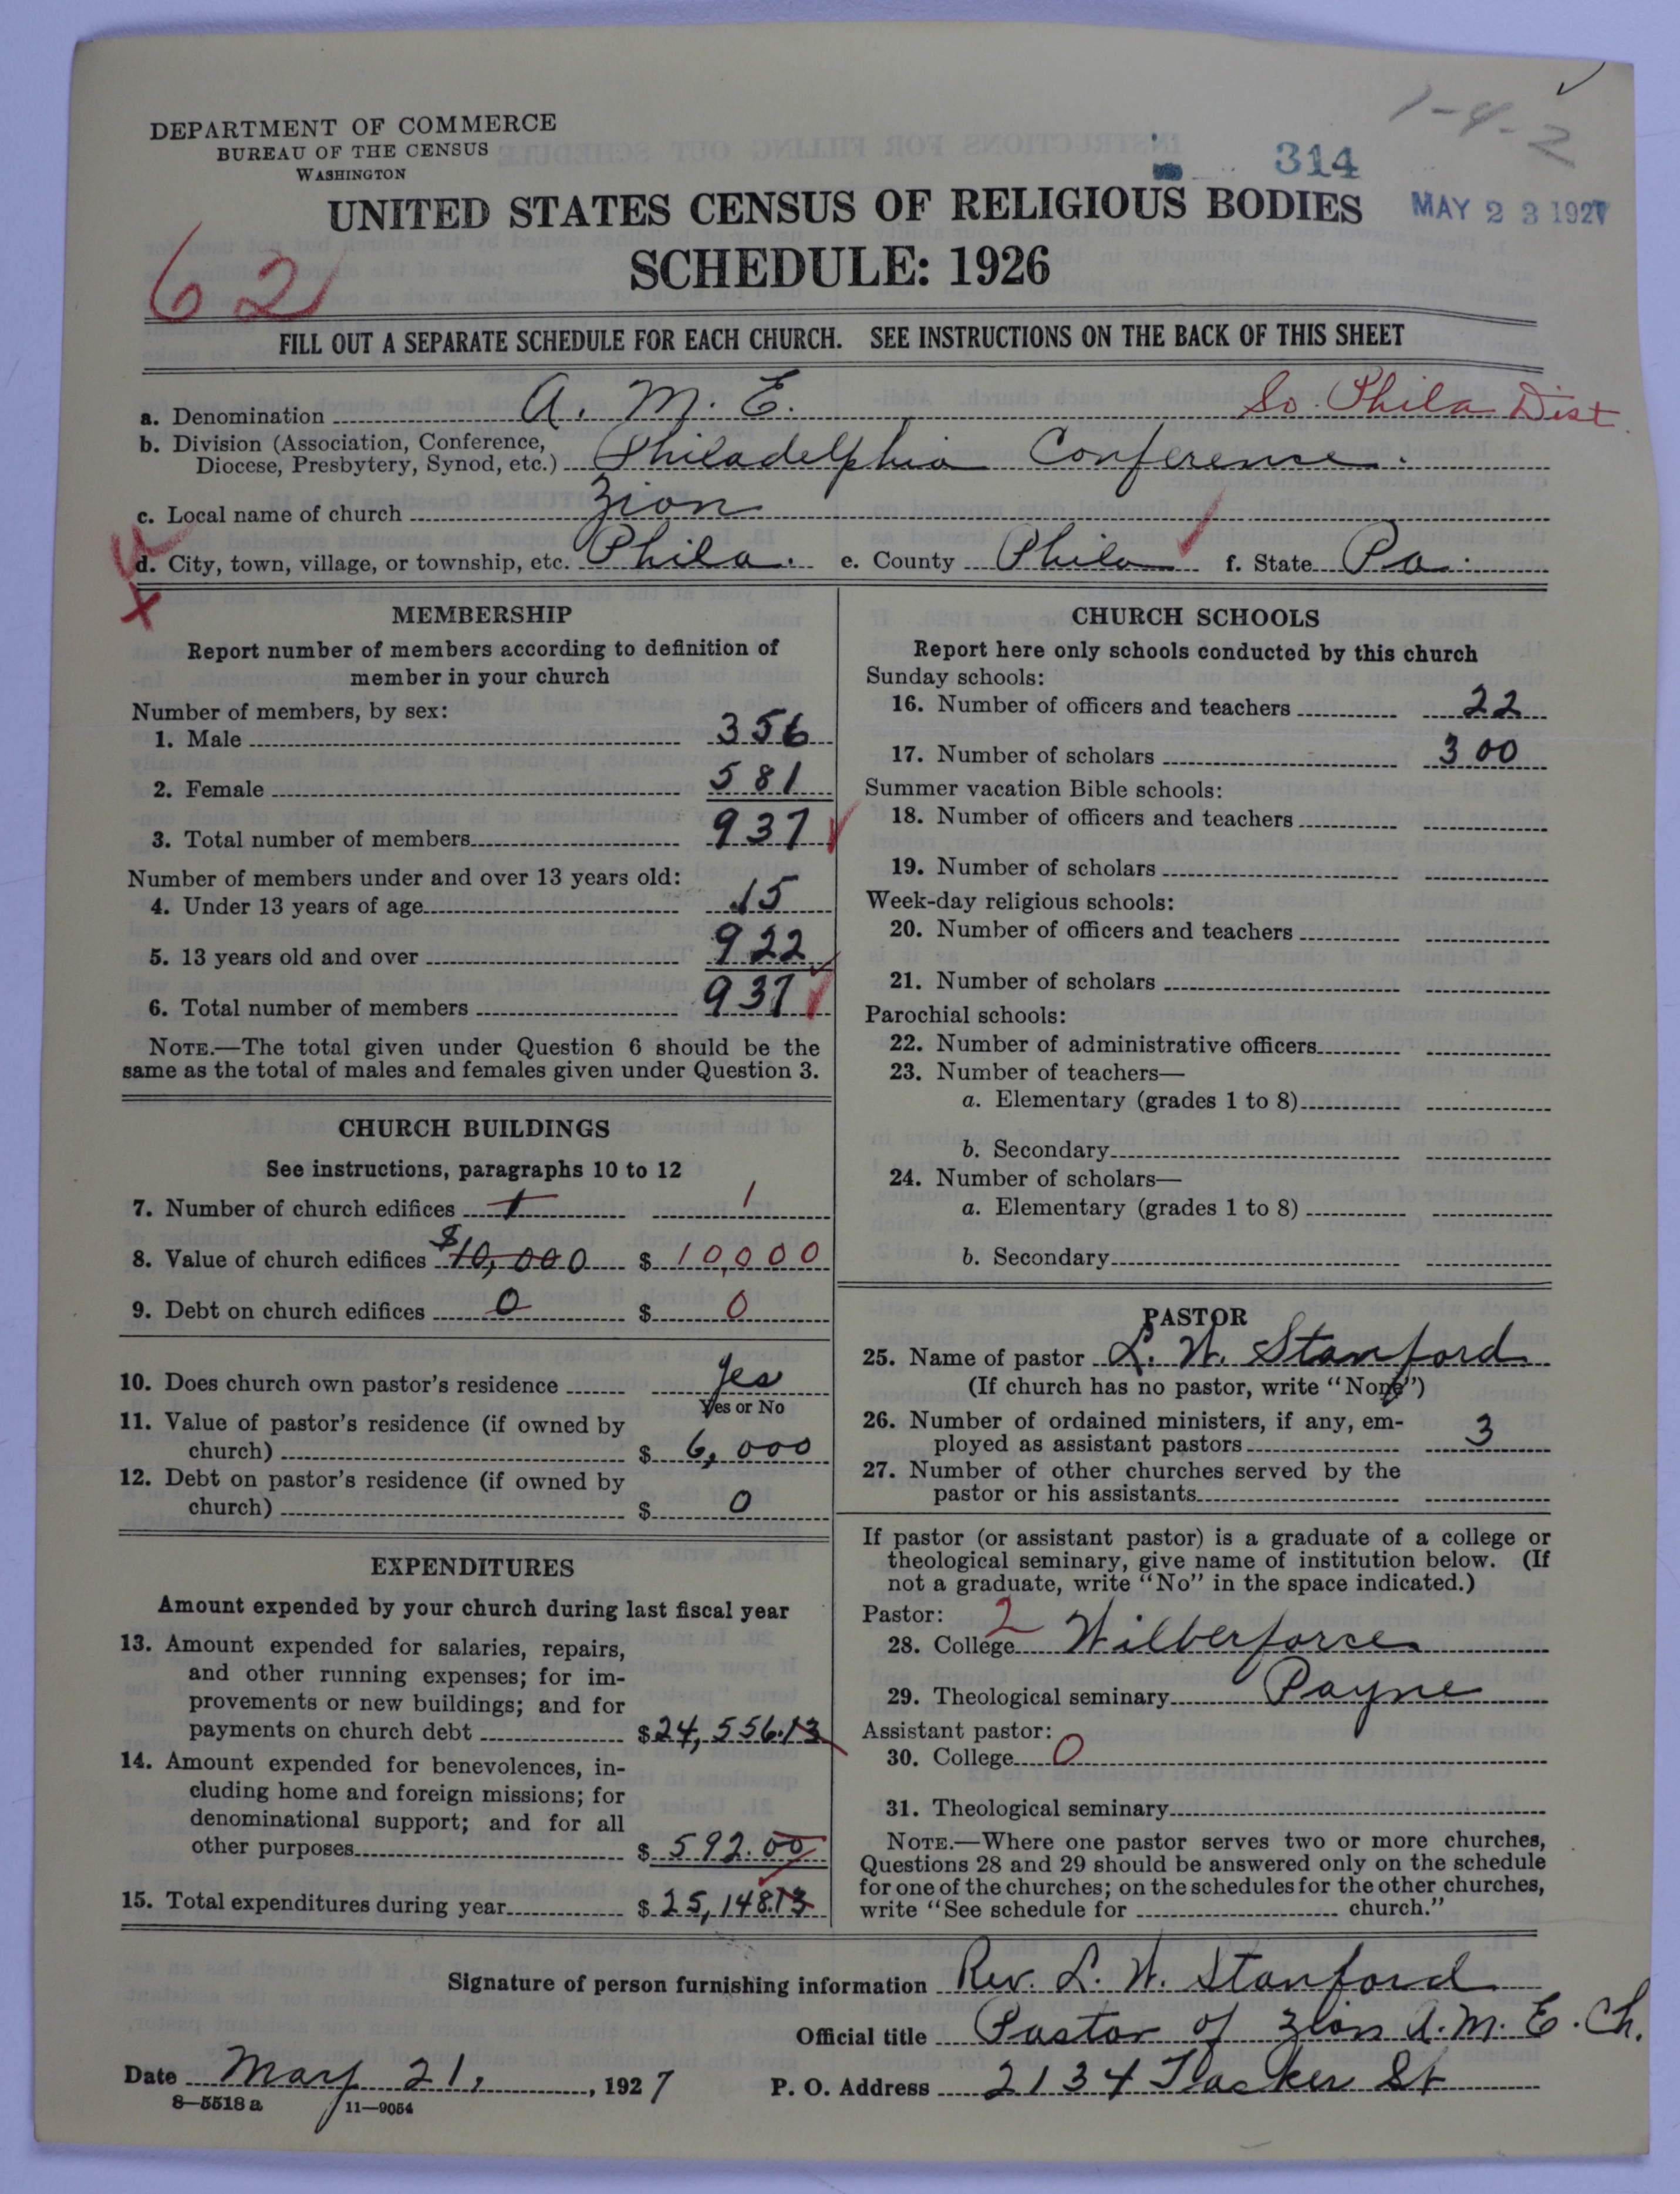 1-4-2
DEPARTMENT OF COMMERCE
BUREAU OF THE CENSUS
WASHINGTON
314
MAY 23 1927
UNITED STATES CENSUS OF RELIGIOUS BODIES
SCHEDULE: 1926
62
FILL OUT A SEPARATE SCHEDULE FOR EACH CHURCH. SEE INSTRUCTIONS ON THE BACK OF THIS SHEET
a. Denomination A. M. E. So. Phila Dist.
b. Division (Association, Conference,
Diocese, Presbytery, Synod, etc.) Philadelphia Conference.
c. Local name of church Zion
d. City, town, village, or township, etc. Phila. e. County Phila f. State Pa.
MEMBERSHIP
Report number of members according to definition of
member in your church
Number of members, by sex:
1. Male 356
2. Female 581
3. Total number of members 937
Number of members under and over 13 years old:
4. Under 13 years of age 15
5. 13 years old and over 922
6. Total number of members 937
NOTE.—The total given under Question 6 should be the
same as the total of males and females given under Question 3.
CHURCH BUILDINGS
See instructions, paragraphs 10 to 12
7. Number of church edifices 1 1
8. Value of church edifices $10,000 $ 10,000
9. Debt on church edifices 0 $ 0
10. Does church own pastor's residence yes
Yes or No
11. Value of pastor's residence (if owned by
church) $ 6,000
12. Debt on pastor's residence (if owned by
church) $ 0
EXPENDITURES
Amount expended by your church during last fiscal year
13. Amount expended for salaries, repairs,
and other running expenses; for im-
provements or new buildings; and for
payments on church debt $24,556.13
14. Amount expended for benevolences, in-
cluding home and foreign missions; for
denominational support; and for all
other purposes $ 592.00
15. Total expenditures during year $ 25,148.13
CHURCH SCHOOLS
Report here only schools conducted by this church
Sunday schools:
16. Number of officers and teachers 22
17. Number of scholars 300
Summer vacation Bible schools:
18. Number of officers and teachers
19. Number of scholars
Week-day religious schools:
20. Number of officers and teachers
21. Number of scholars
Parochial schools:
22. Number of administrative officers
23. Number of teachers—
a. Elementary (grades 1 to 8)
b. Secondary
24. Number of scholars—
a. Elementary (grades 1 to 8)
b. Secondary
PASTOR
25. Name of pastor L. W. Stanford
(If church has no pastor, write "None")
26. Number of ordained ministers, if any, em-
ployed as assistant pastors 3
27. Number of other churches served by the
pastor or his assistants
If pastor (or assistant pastor) is a graduate of a college or
theological seminary, give name of institution below. (If
not a graduate, write "No" in the space indicated.)
Pastor: 2
28. College Wilberforce
29. Theological seminary Payne
Assistant pastor:
30. College 0
31. Theological seminary
NOTE.—Where one pastor serves two or more churches,
Questions 28 and 29 should be answered only on the schedule
for one of the churches; on the schedules for the other churches,
write "See schedule for church."
Signature of person furnishing information Rev. L. W. Stanford
Official title Pastor of Zion A. M. E. Ch.
Date May 21, 1927 P. O. Address 2134 Tasker St
8—5518 a 11—9054